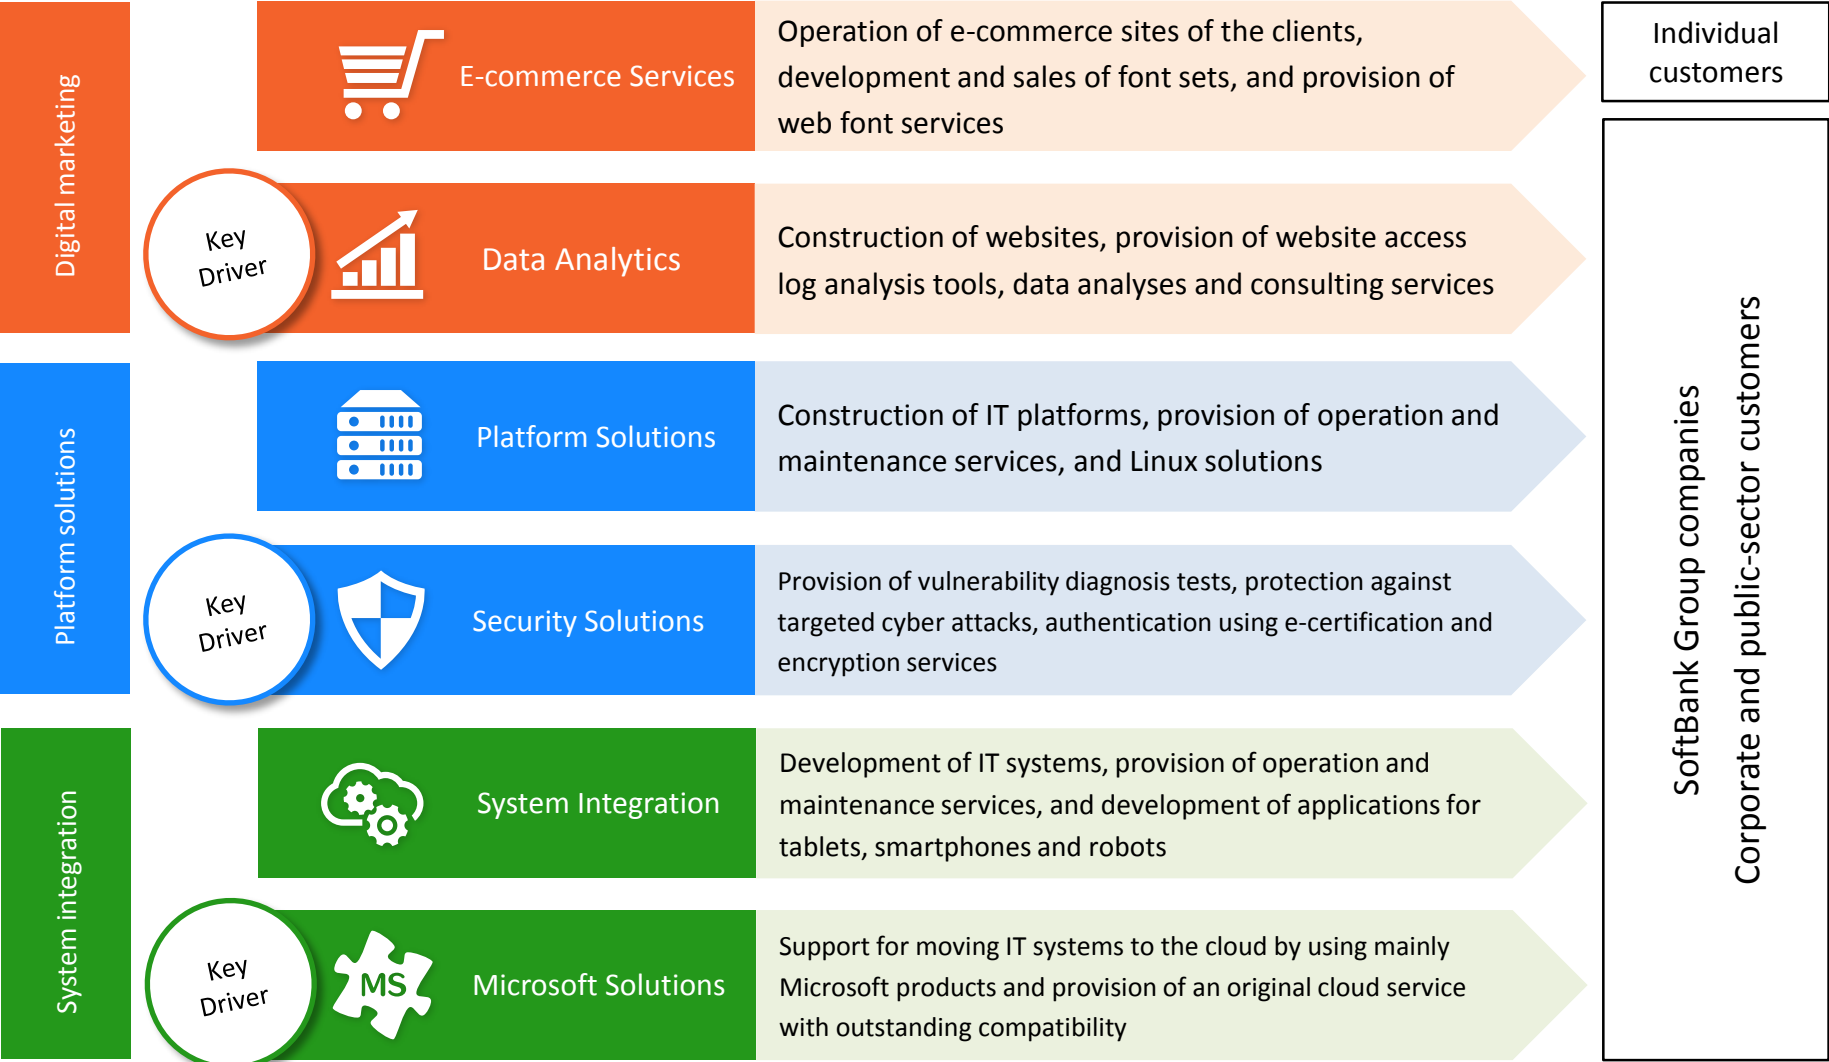 Digital marketing
E-commerce Services
Operation of e-commerce sites of the clients,
development and sales of font sets, and provision of
web font services
Individual
customers
Key
Driver
Data Analytics
Construction of websites, provision of website access
log analysis tools, data analyses and consulting services
Platform solutions
Platform Solutions
Construction of IT platforms, provision of operation and
maintenance services, and Linux solutions
Key
Driver
Security Solutions
Provision of vulnerability diagnosis tests, protection against
targeted cyber attacks, authentication using e-certification and
encryption services
System integration
System Integration
Development of IT systems, provision of operation and
maintenance services, and development of applications for
tablets, smartphones and robots
Key
Driver
MS
Microsoft Solutions
Support for moving IT systems to the cloud by using mainly
Microsoft products and provision of an original cloud service
with outstanding compatibility
SoftBank Group companies
Corporate and public-sector customers